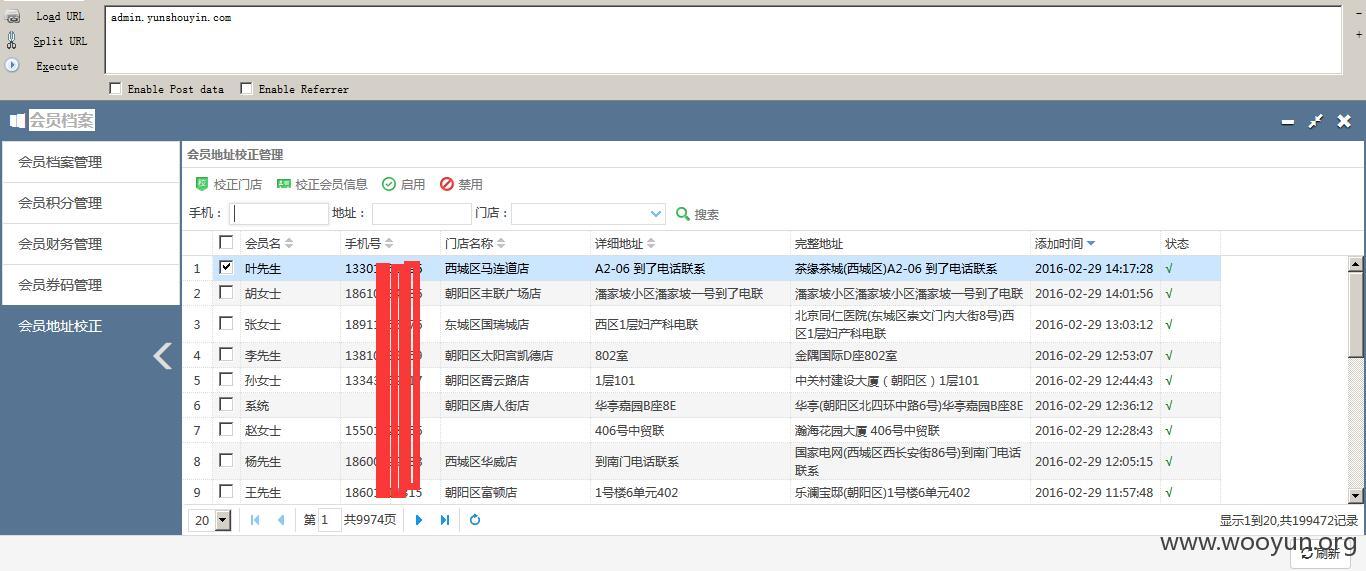 Load URL
admin.yunshouyin.com
Split URL
Execute
Enable Post data Enable Referrer
会员档案
会员档案管理
会员积分管理
会员财务管理
会员券码管理
会员地址校正
会员地址校正管理
校正门店 校正会员信息 启用 禁用
手机： 地址： 门店： 搜索
会员名 手机号 门店名称 详细地址 完整地址 添加时间 状态
1 叶先生 13301 西城区马连道店 A2-06 到了电话联系 茶缘茶城(西城区)A2-06 到了电话联系 2016-02-29 14:17:28 √
2 胡女士 18610 朝阳区丰联广场店 潘家坡小区潘家坡一号到了电联 潘家坡小区潘家坡小区潘家坡一号到了电联 2016-02-29 14:01:56 √
3 张女士 18911 东城区国瑞城店 西区1层妇产科电联 北京同仁医院(东城区崇文门内大街8号)西
区1层妇产科电联 2016-02-29 13:03:12 √
4 李先生 13810 朝阳区太阳宫凯德店 802室 金隅国际D座802室 2016-02-29 12:53:07 √
5 孙女士 13343 朝阳区霄云路店 1层101 中关村建设大厦（朝阳区）1层101 2016-02-29 12:44:43 √
6 系统 朝阳区唐人街店 华亭嘉园B座8E 华亭(朝阳区北四环中路6号)华亭嘉园B座8E 2016-02-29 12:36:12 √
7 赵女士 15501 406号中贸联 瀚海花园大厦 406号中贸联 2016-02-29 12:28:43 √
8 杨先生 18600 西城区华威店 到南门电话联系 国家电网(西城区西长安街86号)到南门电话
联系 2016-02-29 12:05:15 √
9 王先生 18601 朝阳区富顿店 1号楼6单元402 乐澜宝邸(朝阳区)1号楼6单元402 2016-02-29 11:57:48 √
20 第 1 共9974页 显示1到20,共199472记录
www.wooyun.org
刷新